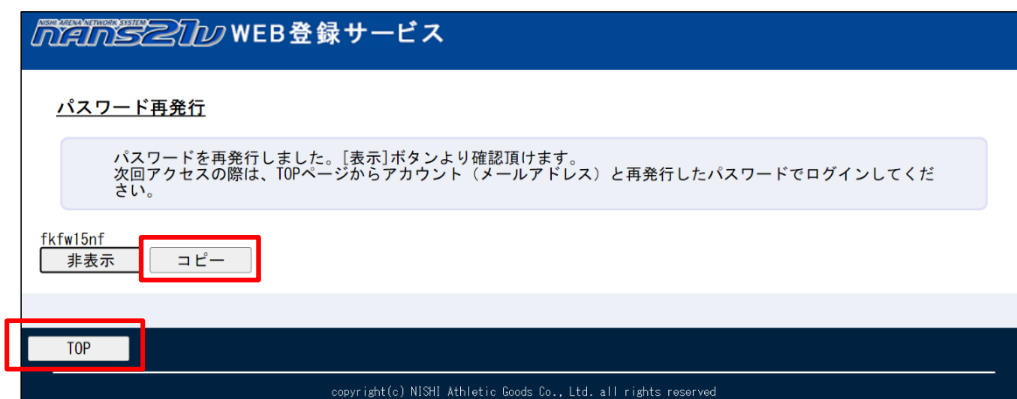 NISHI ARENA NETWORK SYSTEM
nans21V WEB登録サービス
パスワード再発行
パスワードを再発行しました。[表示]ボタンより確認頂けます。
次回アクセスの際は、TOPページからアカウント（メールアドレス）と再発行したパスワードでログインしてくだ
さい。
fkfw15nf
非表示 コピー
TOP
copyright(c) NISHI Athletic Goods Co., Ltd. all rights reserved